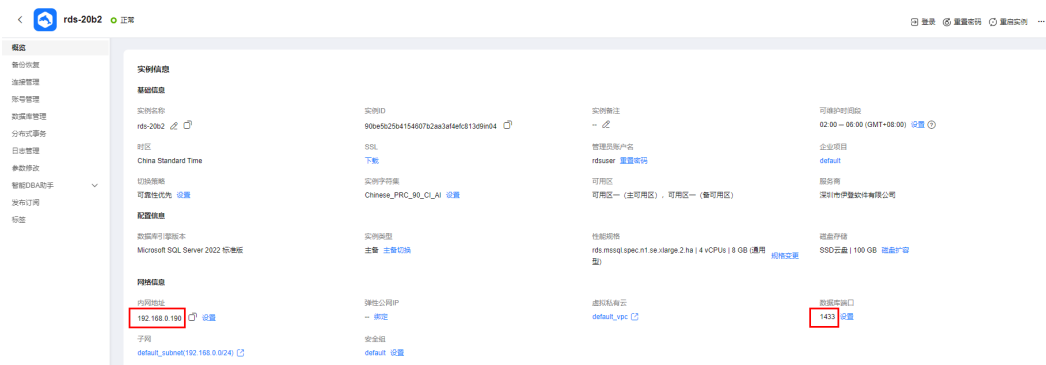 rds-20b2 正常 登录 重置密码 重启实例 ...
概览
备份恢复
连接管理
账号管理
数据库管理
分布式事务
日志管理
参数修改
智能DBA助手
发布订阅
标签
实例信息
基础信息
实例名称 实例ID 实例备注 可维护时间段
rds-20b2 90be5b25b4154607b2aa3af4efc813d9in04 -- 02:00 – 06:00 (GMT+08:00) 设置
时区 SSL 管理员账户名 企业项目
China Standard Time 下载 rdsuser 重置密码 default
切换策略 实例字符集 可用区 服务商
可靠性优先 设置 Chinese_PRC_90_CI_AI 设置 可用区一（主可用区），可用区一（备可用区） 深圳市伊登软件有限公司
配置信息
数据库引擎版本 实例类型 性能规格 磁盘存储
Microsoft SQL Server 2022 标准版 主备 主备切换 rds.mssql.spec.n1.se.xlarge.2.ha | 4 vCPUs | 8 GB (通用型) 规格变更 SSD云盘 | 100 GB 磁盘扩容
网络信息
内网地址 弹性公网IP 虚拟私有云 数据库端口
192.168.0.190 设置 -- 绑定 default_vpc 1433 设置
子网 安全组
default_subnet(192.168.0.0/24) default 设置